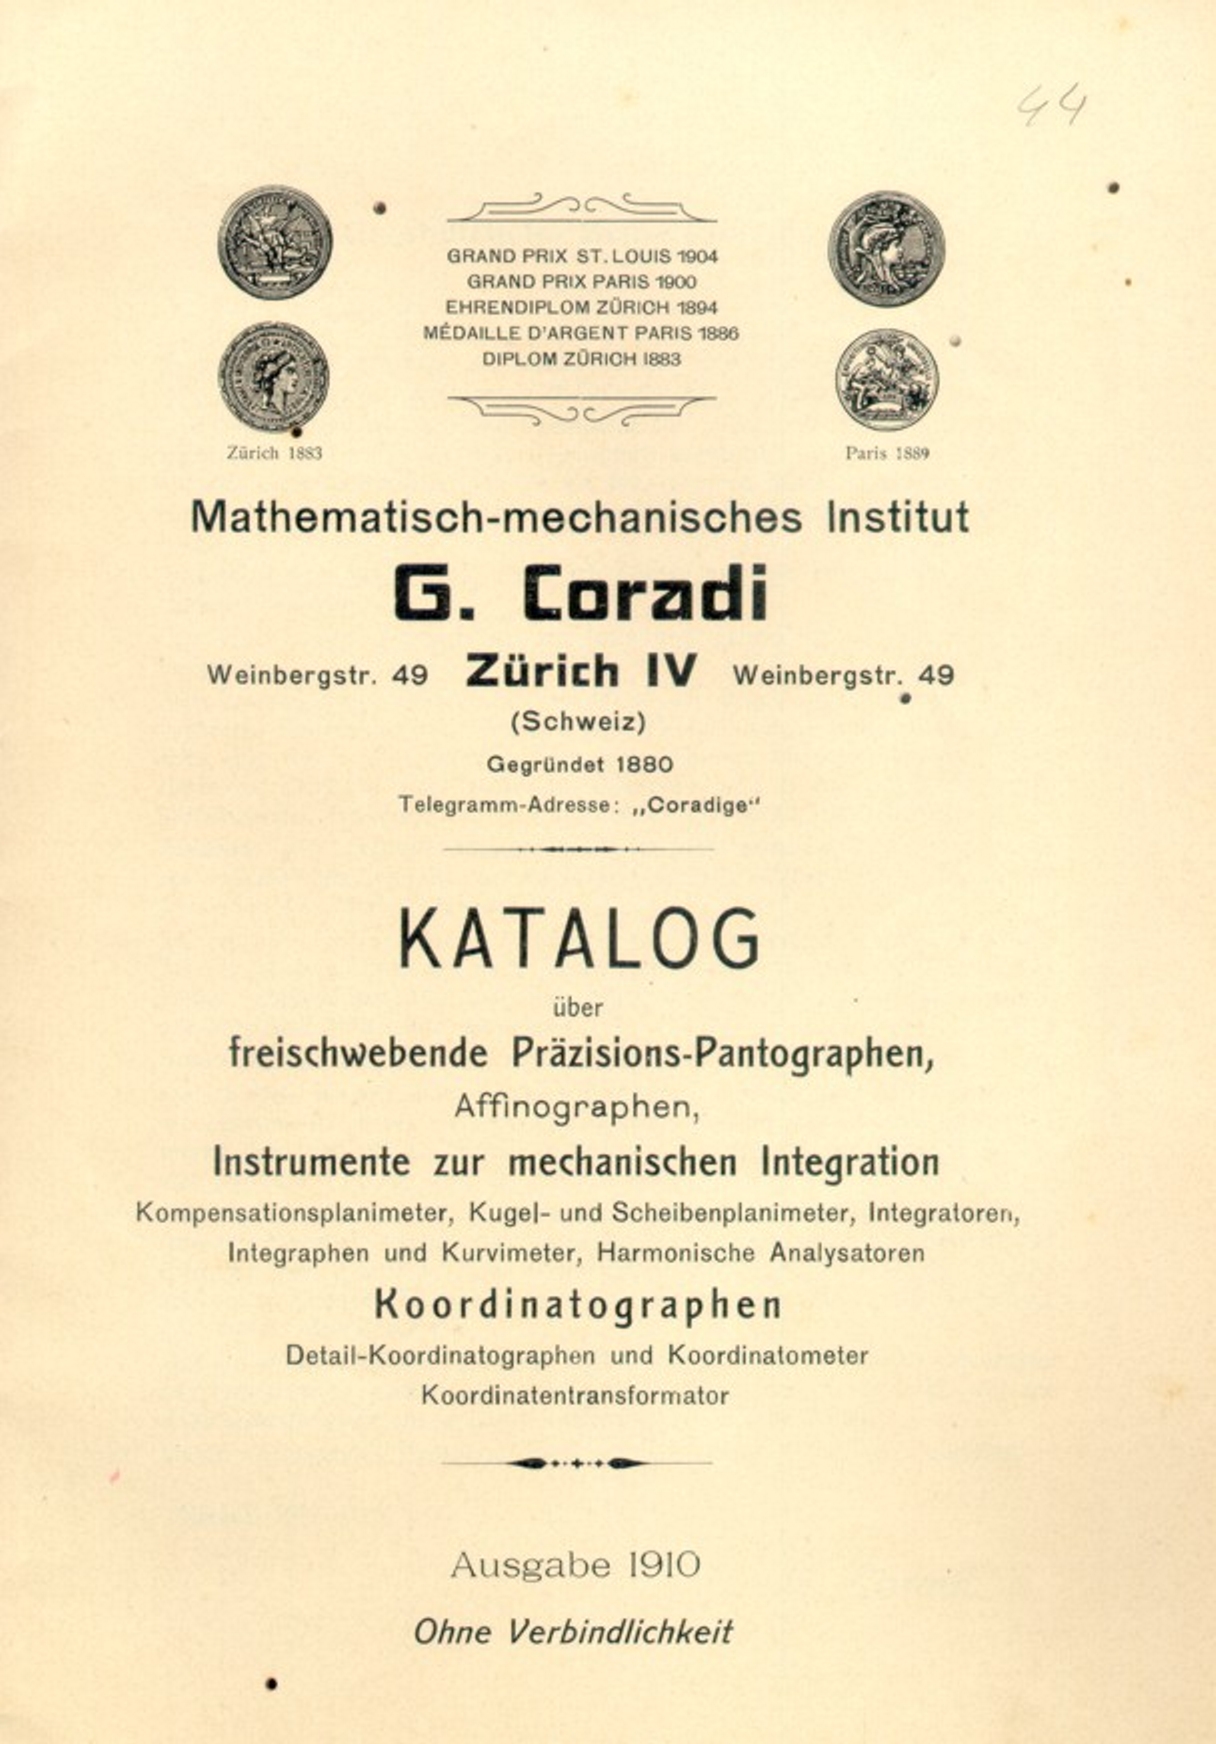 44
GRAND PRIX ST. LOUIS 1904
GRAND PRIX PARIS 1900
EHRENDIPLOM ZÜRICH 1894
MÉDAILLE D'ARGENT PARIS 1886
DIPLOM ZÜRICH 1883
Zürich 1883
Paris 1889
Mathematisch-mechanisches Institut
G. Coradi
Weinbergstr. 49 Zürich IV Weinbergstr. 49
(Schweiz)
Gegründet 1880
Telegramm-Adresse: „Coradige“
KATALOG
über
freischwebende Präzisions-Pantographen,
Affinographen,
Instrumente zur mechanischen Integration
Kompensationsplanimeter, Kugel- und Scheibenplanimeter, Integratoren,
Integraphen und Kurvimeter, Harmonische Analysatoren
Koordinatographen
Detail-Koordinatographen und Koordinatometer
Koordinatentransformator
Ausgabe 1910
Ohne Verbindlichkeit